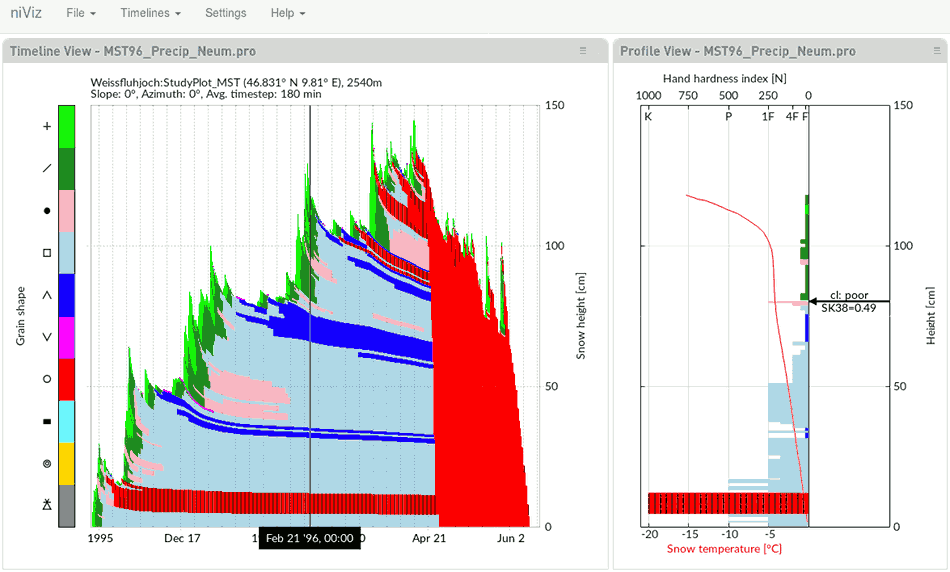 niViz File Timelines Settings Help
Timeline View - MST96_Precip_Neum.pro
Weissfluhjoch:StudyPlot_MST (46.831° N 9.81° E), 2540m
Slope: 0°, Azimuth: 0°, Avg. timestep: 180 min
Grain shape
150
100
50
0
Snow height [cm]
1995 Dec 17 Feb 21 '96, 00:00 Apr 21 Jun 2
Profile View - MST96_Precip_Neum.pro
Hand hardness index [N]
1000 750 500 250 0
K P 1F 4F F
150
100
50
0
cl: poor
SK38=0.49
Height [cm]
-20 -15 -10 -5
Snow temperature [°C]